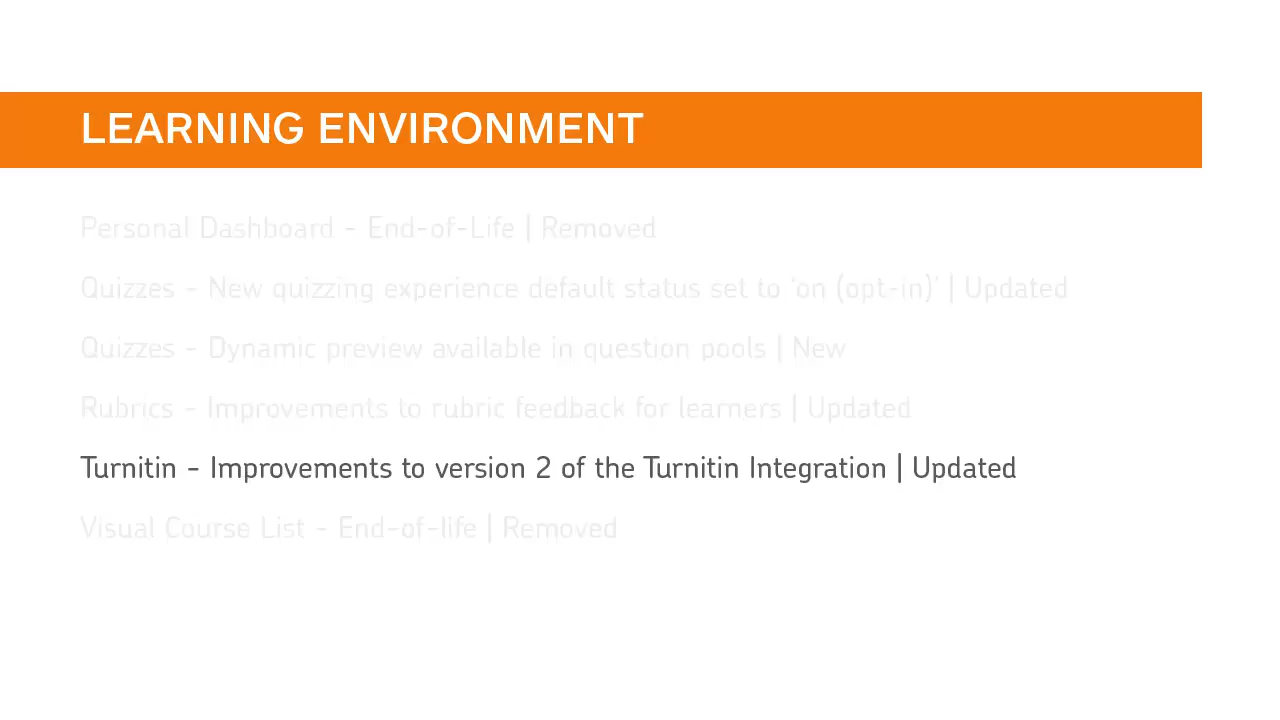 LEARNING ENVIRONMENT
Personal Dashboard - End-of-Life | Removed
Quizzes - New quizzing experience default status set to 'on (opt-in)' | Updated
Quizzes - Dynamic preview available in question pools | New
Rubrics - Improvements to rubric feedback for learners | Updated
Turnitin - Improvements to version 2 of the Turnitin Integration | Updated
Visual Course List - End-of-life | Removed